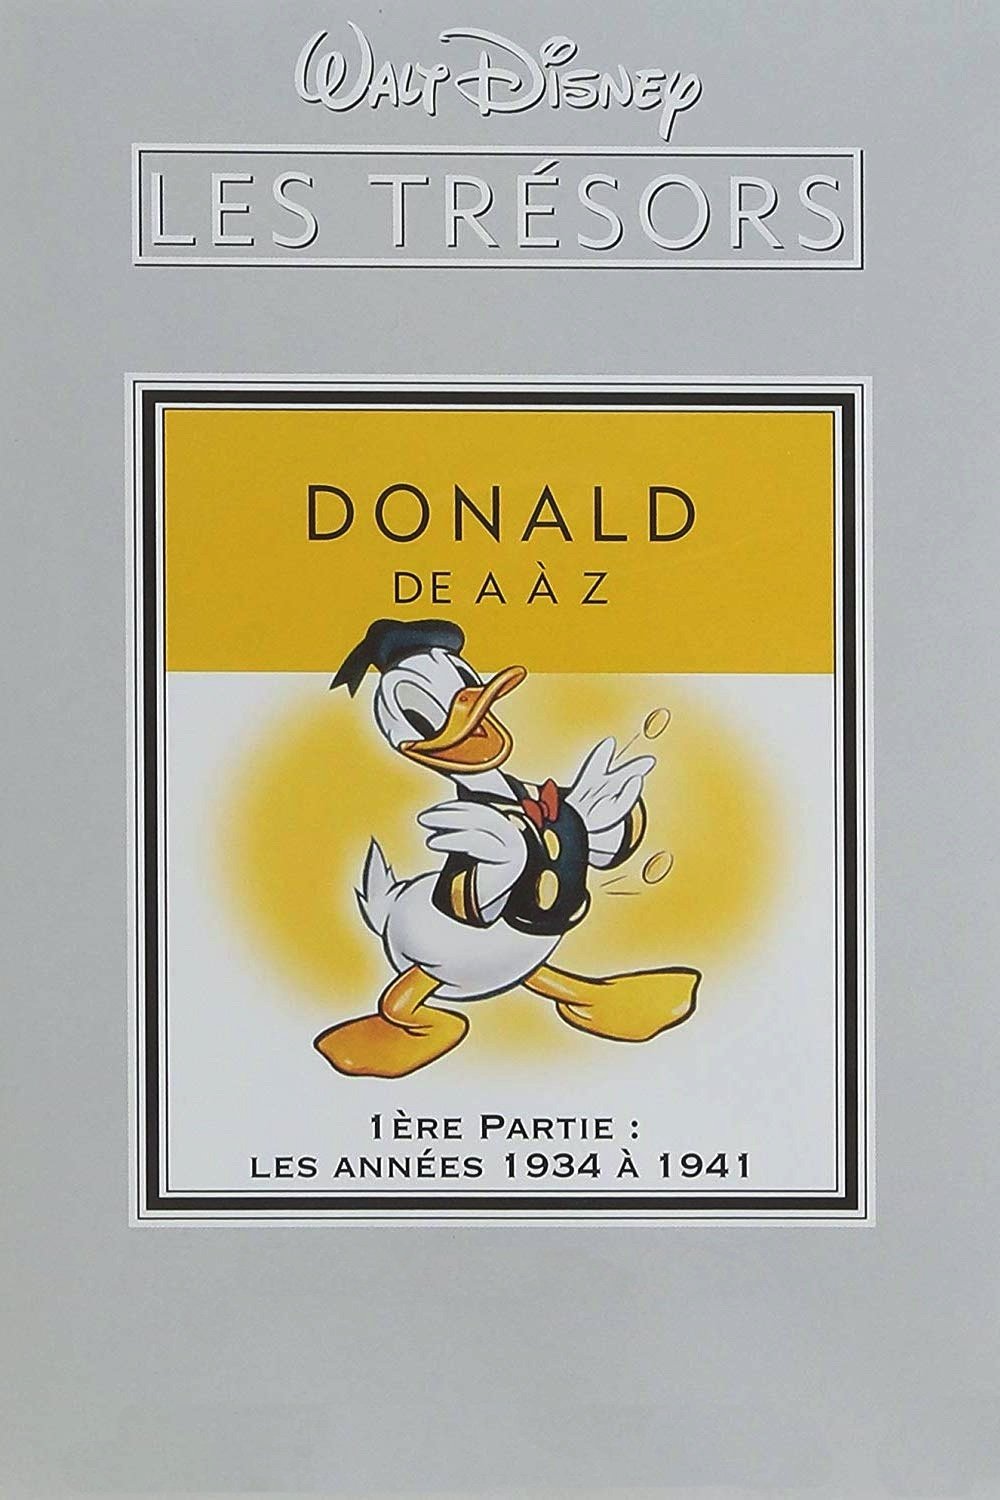 Walt Disney
LES TRÉSORS
DONALD
DE A À Z
1ÈRE PARTIE :
LES ANNÉES 1934 À 1941